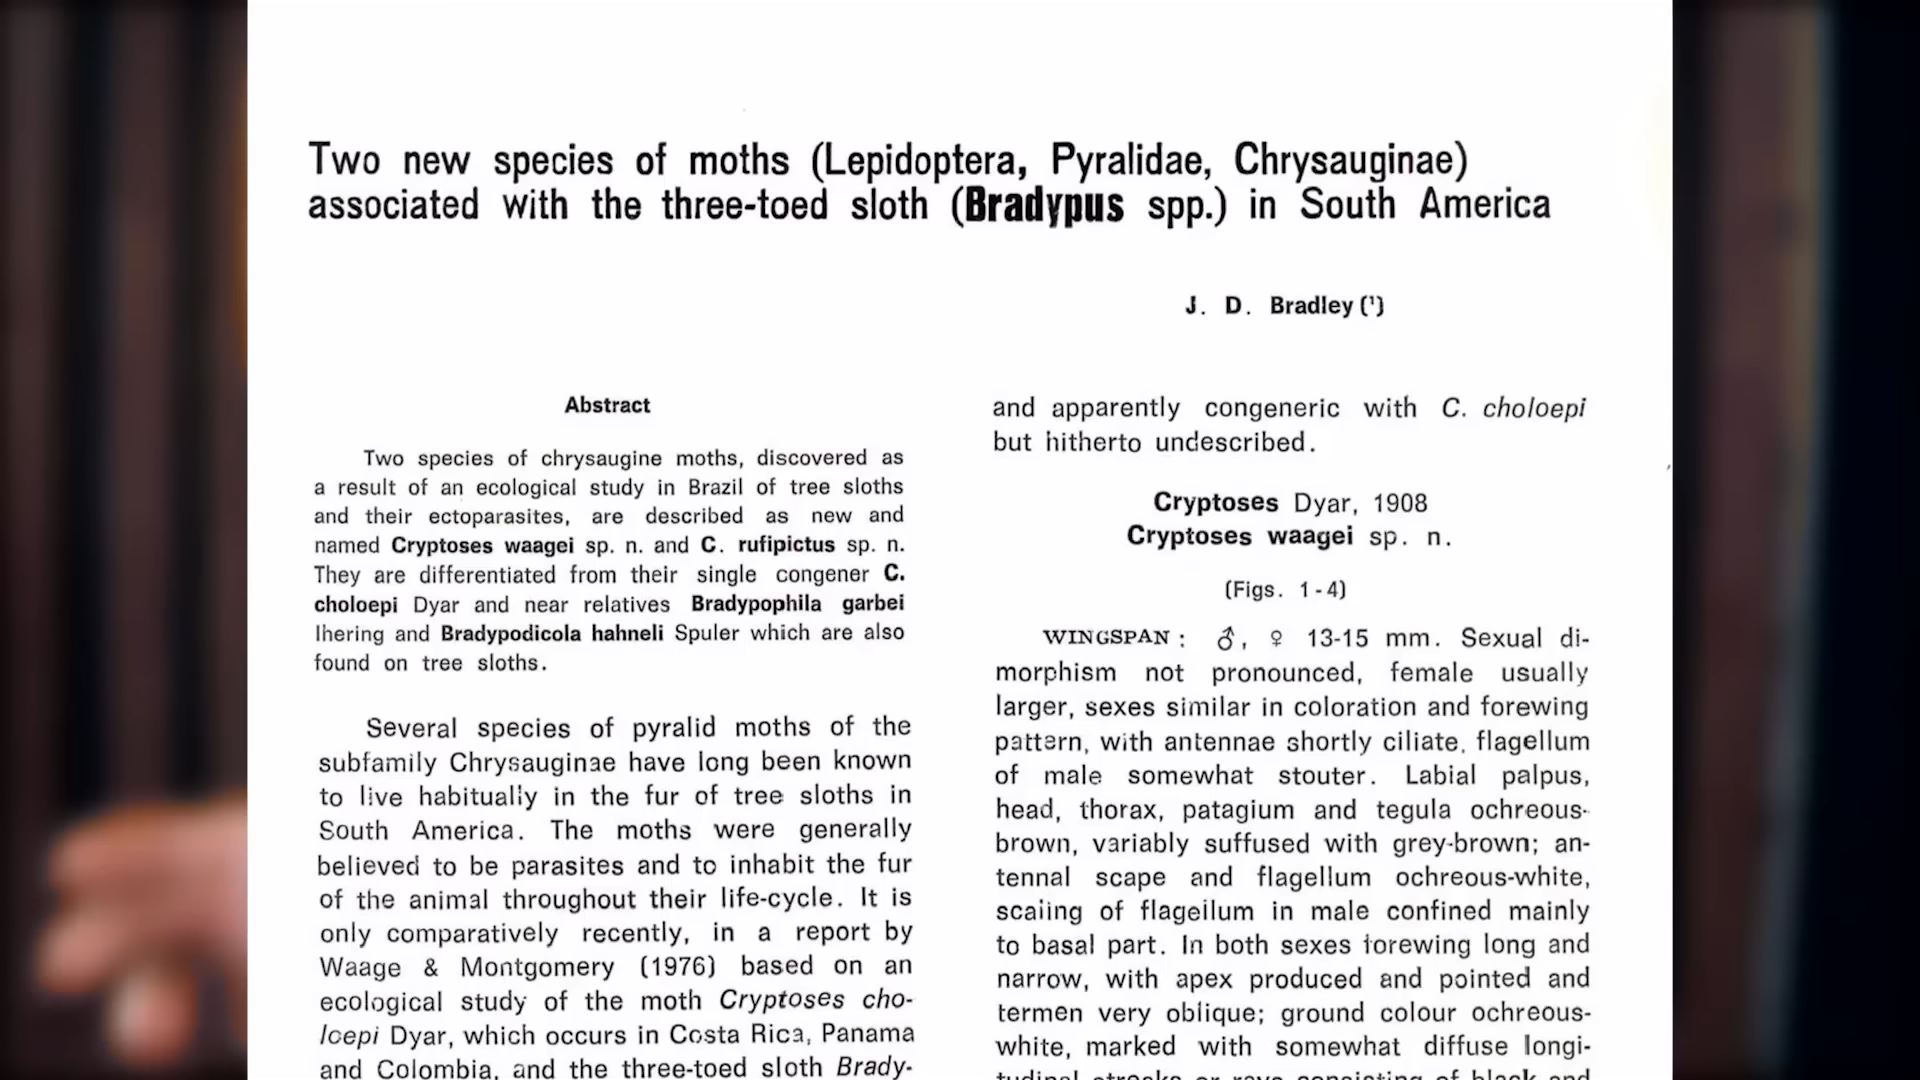 Two new species of moths (Lepidoptera, Pyralidae, Chrysauginae)
associated with the three-toed sloth (Bradypus spp.) in South America
J. D. Bradley (¹)
Abstract
Two species of chrysaugine moths, discovered as
a result of an ecological study in Brazil of tree sloths
and their ectoparasites, are described as new and
named Cryptoses waagei sp. n. and C. rufipictus sp. n.
They are differentiated from their single congener C.
choloepi Dyar and near relatives Bradypophila garbei
Ihering and Bradypodicola hahneli Spuler which are also
found on tree sloths.
Several species of pyralid moths of the
subfamily Chrysauginae have long been known
to live habitually in the fur of tree sloths in
South America. The moths were generally
believed to be parasites and to inhabit the fur
of the animal throughout their life-cycle. It is
only comparatively recently, in a report by
Waage & Montgomery (1976) based on an
ecological study of the moth Cryptoses cho-
lcepi Dyar, which occurs in Costa Rica, Panama
and Colombia, and the three-toed sloth Brady-
and apparently congeneric with C. choloepi
but hitherto undescribed.
Cryptoses Dyar, 1908
Cryptoses waagei sp. n.
(Figs. 1-4)
WINGSPAN: ♂, ♀ 13-15 mm. Sexual di-
morphism not pronounced, female usually
larger, sexes similar in coloration and forewing
pattern, with antennae shortly ciliate, flagellum
of male somewhat stouter. Labial palpus,
head, thorax, patagium and tegula ochreous-
brown, variably suffused with grey-brown; an-
tennal scape and flagellum ochreous-white,
scaling of flagellum in male confined mainly
to basal part. In both sexes forewing long and
narrow, with apex produced and pointed and
termen very oblique; ground colour ochreous-
white, marked with somewhat diffuse longi-
tudinal streaks or rays consisting of black and